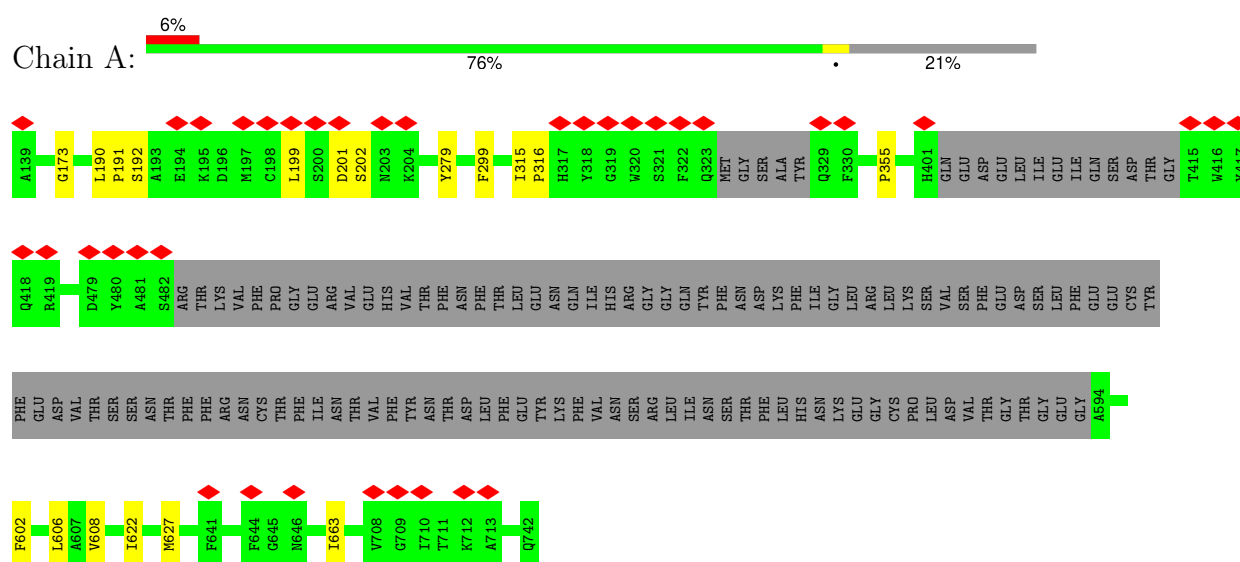 6%
Chain A:
76% • 21%
A139 G173 L190 P191 S192 A193 E194 K195 D196 M197 C198 L199 S200 D201 S202 N203 K204 Y279 F299 I315 P316 H317 Y318 G319 W320 S321 F322 Q323 MET GLY SER ALA TYR Q329 F330 P355 H401 GLN GLU ASP GLU LEU ILE GLU ILE GLN SER ASP THR GLY T415 W416 Y417
Q418 R419 D479 Y480 A481 S482 ARG THR LYS VAL PHE PRO GLY GLU ARG VAL GLU HIS VAL THR PHE ASN PHE THR LEU GLU ASN GLN ILE HIS ARG GLY GLY GLN TYR PHE ASN ASP LYS PHE ILE GLY LEU ARG LEU LYS SER VAL SER PHE GLU ASP SER LEU PHE GLU GLU CYS TYR
PHE GLU ASP VAL THR SER SER ASN THR PHE PHE ARG ASN CYS THR PHE ILE ASN THR VAL PHE TYR ASN THR ASP LEU PHE GLU TYR LYS PHE VAL ASN SER ARG LEU ILE ASN SER THR PHE LEU HIS ASN LYS GLU GLY CYS PRO LEU ASP VAL THR GLY THR GLY GLU GLY A594
F602 L606 A607 V608 I622 M627 F641 F644 G645 N646 I663 V708 G709 I710 T711 K712 A713 Q742